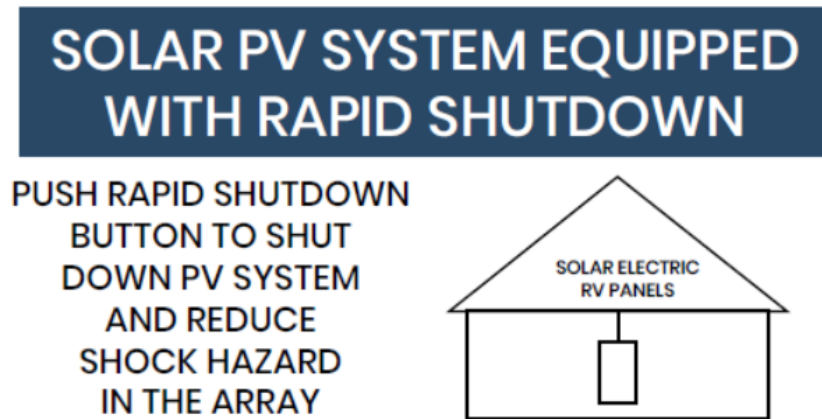 SOLAR PV SYSTEM EQUIPPED
WITH RAPID SHUTDOWN
PUSH RAPID SHUTDOWN
BUTTON TO SHUT
DOWN PV SYSTEM
AND REDUCE
SHOCK HAZARD
IN THE ARRAY
SOLAR ELECTRIC
RV PANELS